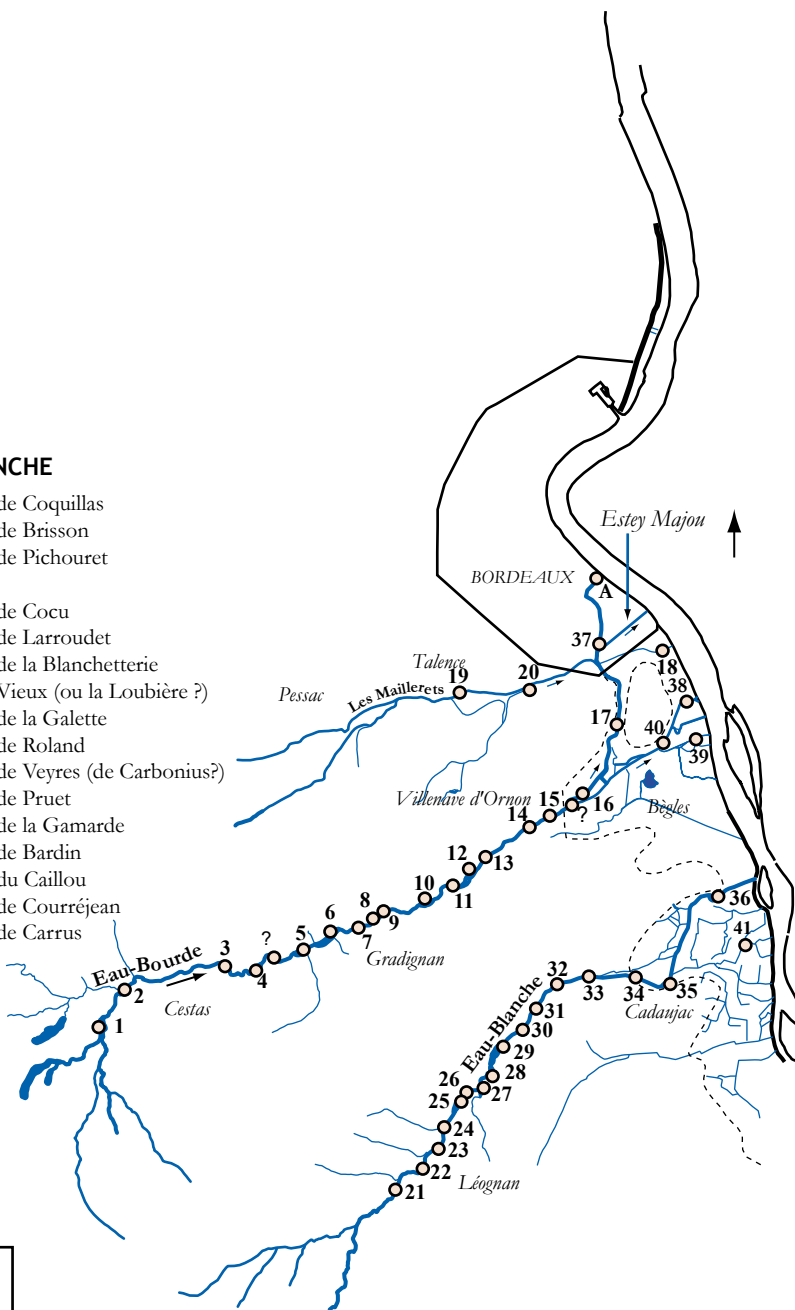 NCHE
de Coquillas
de Brisson
de Pichouret
de Cocu
de Larroudet
de la Blanchetterie
Vieux (ou la Loubière ?)
de la Galette
de Roland
de Veyres (de Carbonius?)
de Pruet
de la Gamarde
de Bardin
du Caillou
de Courréjean
de Carrus
Estey Majou
BORDEAUX
A
37
18
Talence
19
20
Pessac
Les Maillerets
38
17
40
39
Villenave d'Ornon
15
16
?
Bègles
14
13
12
11
10
9
8
7
6
5
?
4
3
Gradignan
Eau-Bourde
2
Cestas
1
36
41
32
33
34
35
Cadaujac
Eau-Blanche
31
30
29
28
27
26
25
24
23
22
21
Léognan